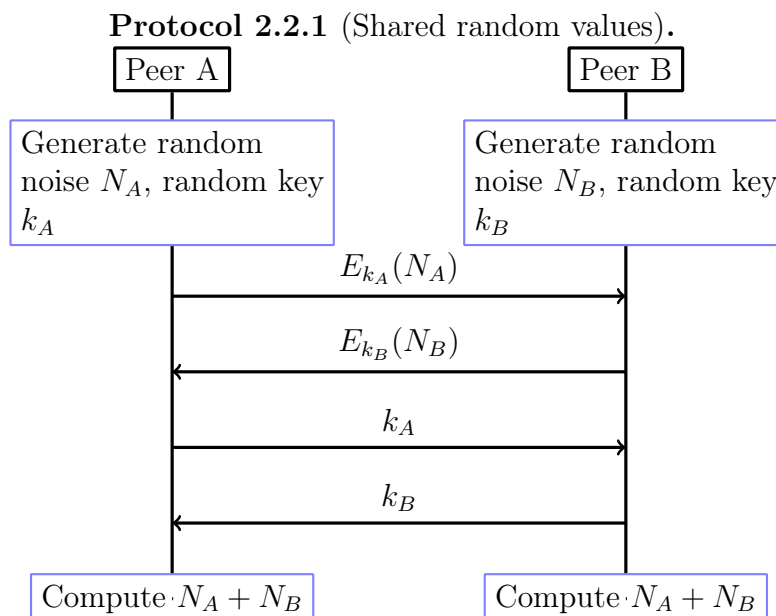 Protocol 2.2.1 (Shared random values).
Peer A
Peer B
Generate random
noise N_A, random key
k_A
Generate random
noise N_B, random key
k_B
E_{k_A}(N_A)
E_{k_B}(N_B)
k_A
k_B
Compute N_A + N_B
Compute N_A + N_B